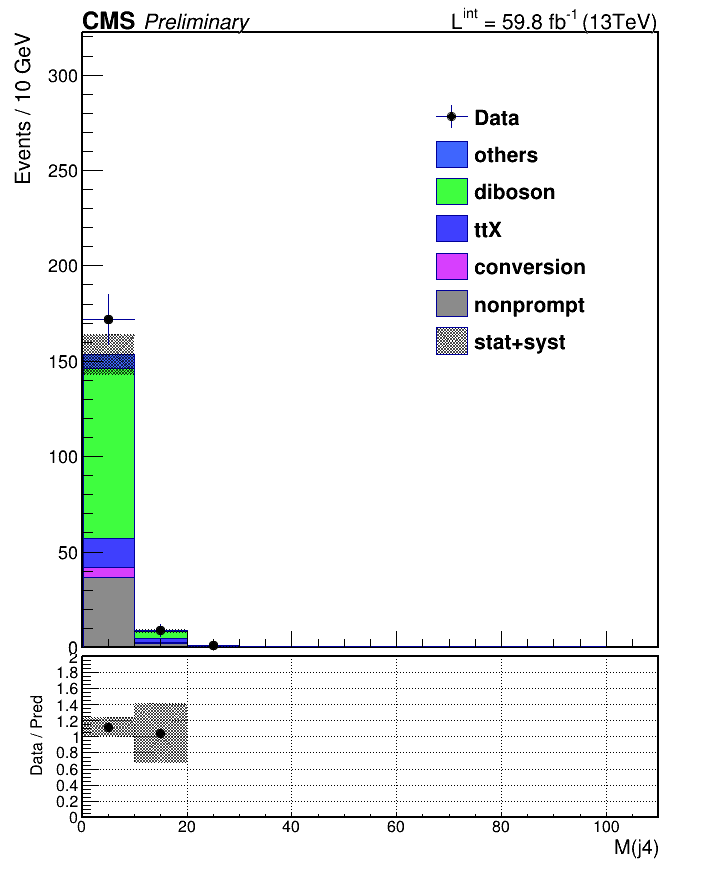 CMS Preliminary L^int = 59.8 fb^-1 (13TeV)
Events / 10 GeV
300
250
200
150
100
50
0
Data
others
diboson
ttX
conversion
nonprompt
stat+syst
Data / Pred
2
1.8
1.6
1.4
1.2
1
0.8
0.6
0.4
0.2
0
0 20 40 60 80 100
M(j4)